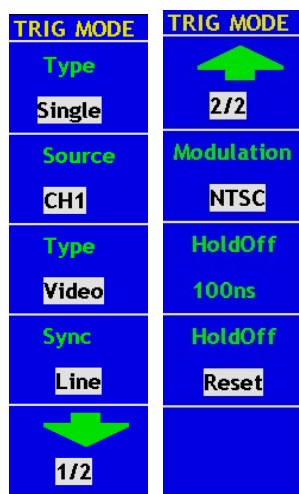 TRIG MODE
Type
Single
Source
CH1
Type
Video
Sync
Line
1/2
TRIG MODE
2/2
Modulation
NTSC
HoldOff
100ns
HoldOff
Reset